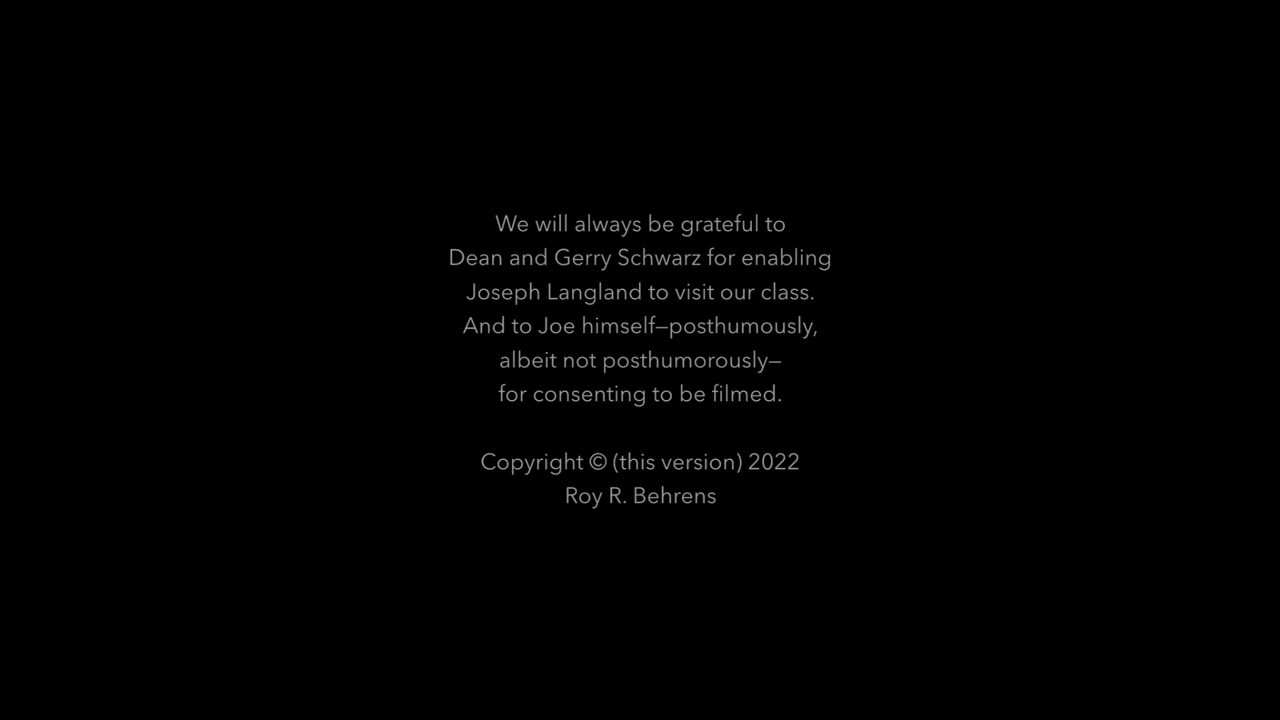 We will always be grateful to
Dean and Gerry Schwarz for enabling
Joseph Langland to visit our class.
And to Joe himself—posthumously,
albeit not posthumorously—
for consenting to be filmed.
Copyright © (this version) 2022
Roy R. Behrens